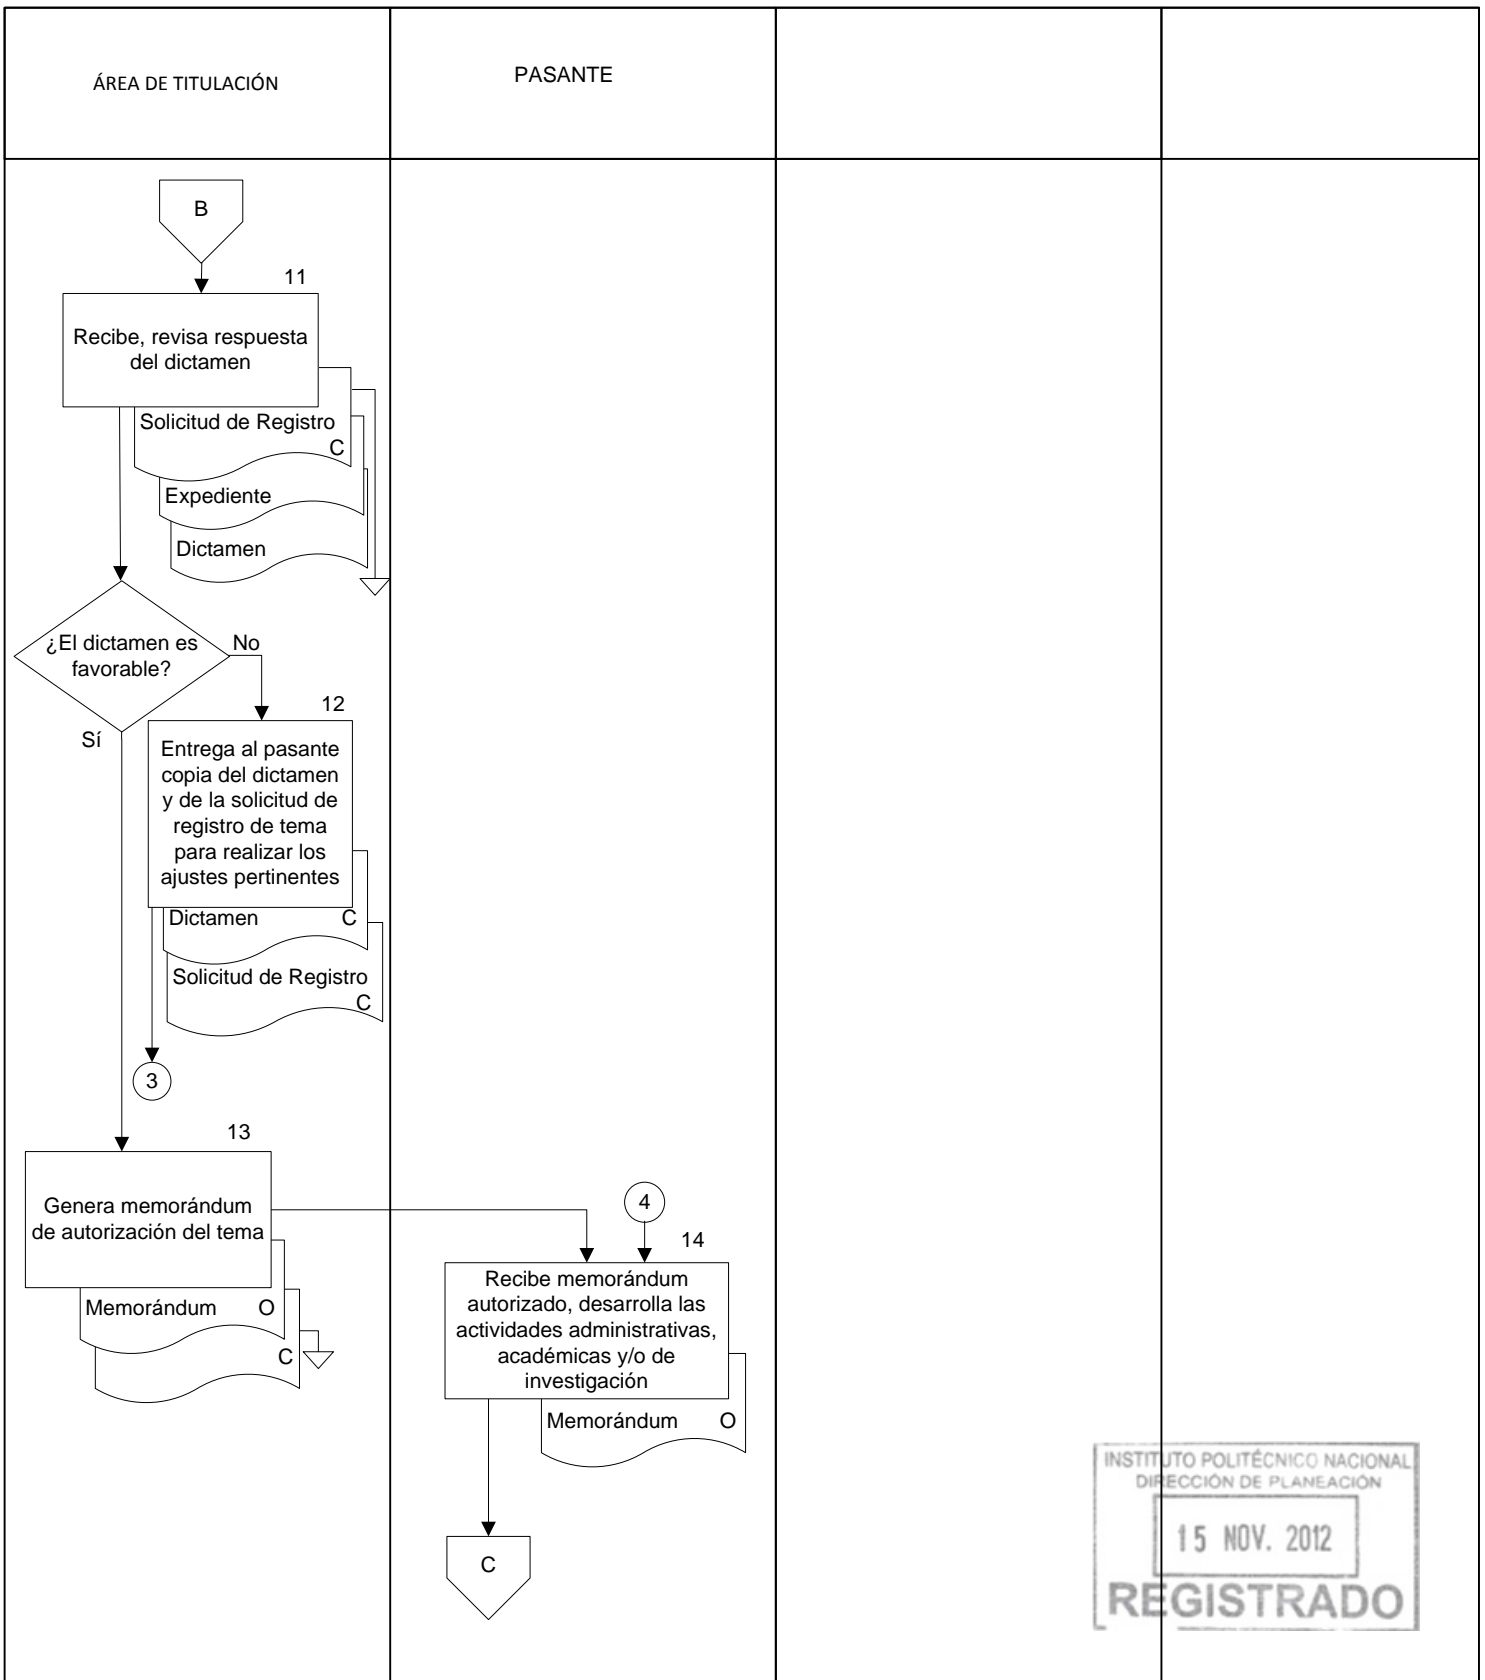 ÁREA DE TITULACIÓN
PASANTE
B
11
Recibe, revisa respuesta
del dictamen
Solicitud de Registro
C
Expediente
Dictamen
¿El dictamen es
favorable?
No
Sí
12
Entrega al pasante
copia del dictamen
y de la solicitud de
registro de tema
para realizar los
ajustes pertinentes
Dictamen C
Solicitud de Registro
C
3
13
Genera memorándum
de autorización del tema
Memorándum O
C
4
14
Recibe memorándum
autorizado, desarrolla las
actividades administrativas,
académicas y/o de
investigación
Memorándum O
C
INSTITUTO POLITÉCNICO NACIONAL
DIRECCIÓN DE PLANEACIÓN
15 NOV. 2012
REGISTRADO